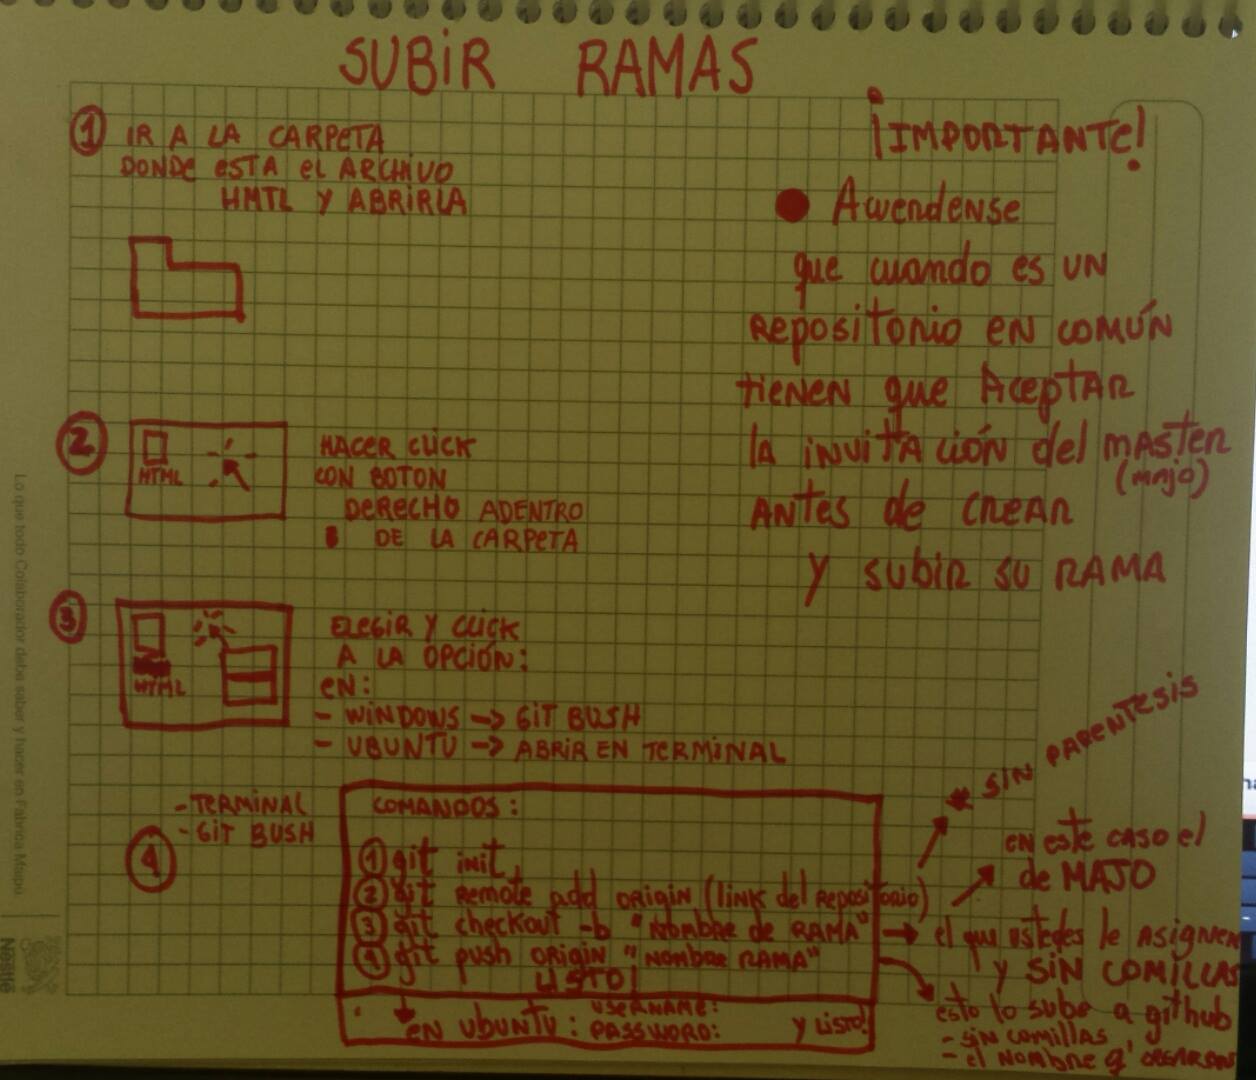 SUBIR RAMAS
1 IR A LA CARPETA
DONDE ESTA EL ARCHIVO
HMTL Y ABRIRLA
¡IMPORTANTE!
Acuerdense
que cuando es UN
Repositorio EN COMÚN
tienen que Aceptar
la invitación del master
(majo)
ANTES de CREAR
Y SUBIR SU RAMA
2
HTML
HACER CLICK
CON BOTON
DERECHO ADENTRO
DE LA CARPETA
3
HTML
ELEGIR Y CLICK
A LA OPCIÓN:
EN:
- WINDOWS -> GIT BUSH
- UBUNTU -> ABRIR EN TERMINAL
4
- TERMINAL
- GIT BUSH
COMANDOS:
1 git init
2 git remote add ORIGIN (link del Repositorio)
3 git checkout -b "Nombre de RAMA"
4 git push ORIGIN "Nombre RAMA"
LISTO!
EN UBUNTU: USERNAME:
PASSWORD: Y LISTO!
SIN PARENTESIS
EN este caso el
de MAJO
el que ustedes le Asignen
Y SIN COMILLAS
esto lo sube a github
- SIN COMILLAS
- el NOMBRE q' CREARON
Lo que todo Colaborador debe saber y hacer en Fábrica Maipú
Nestlé